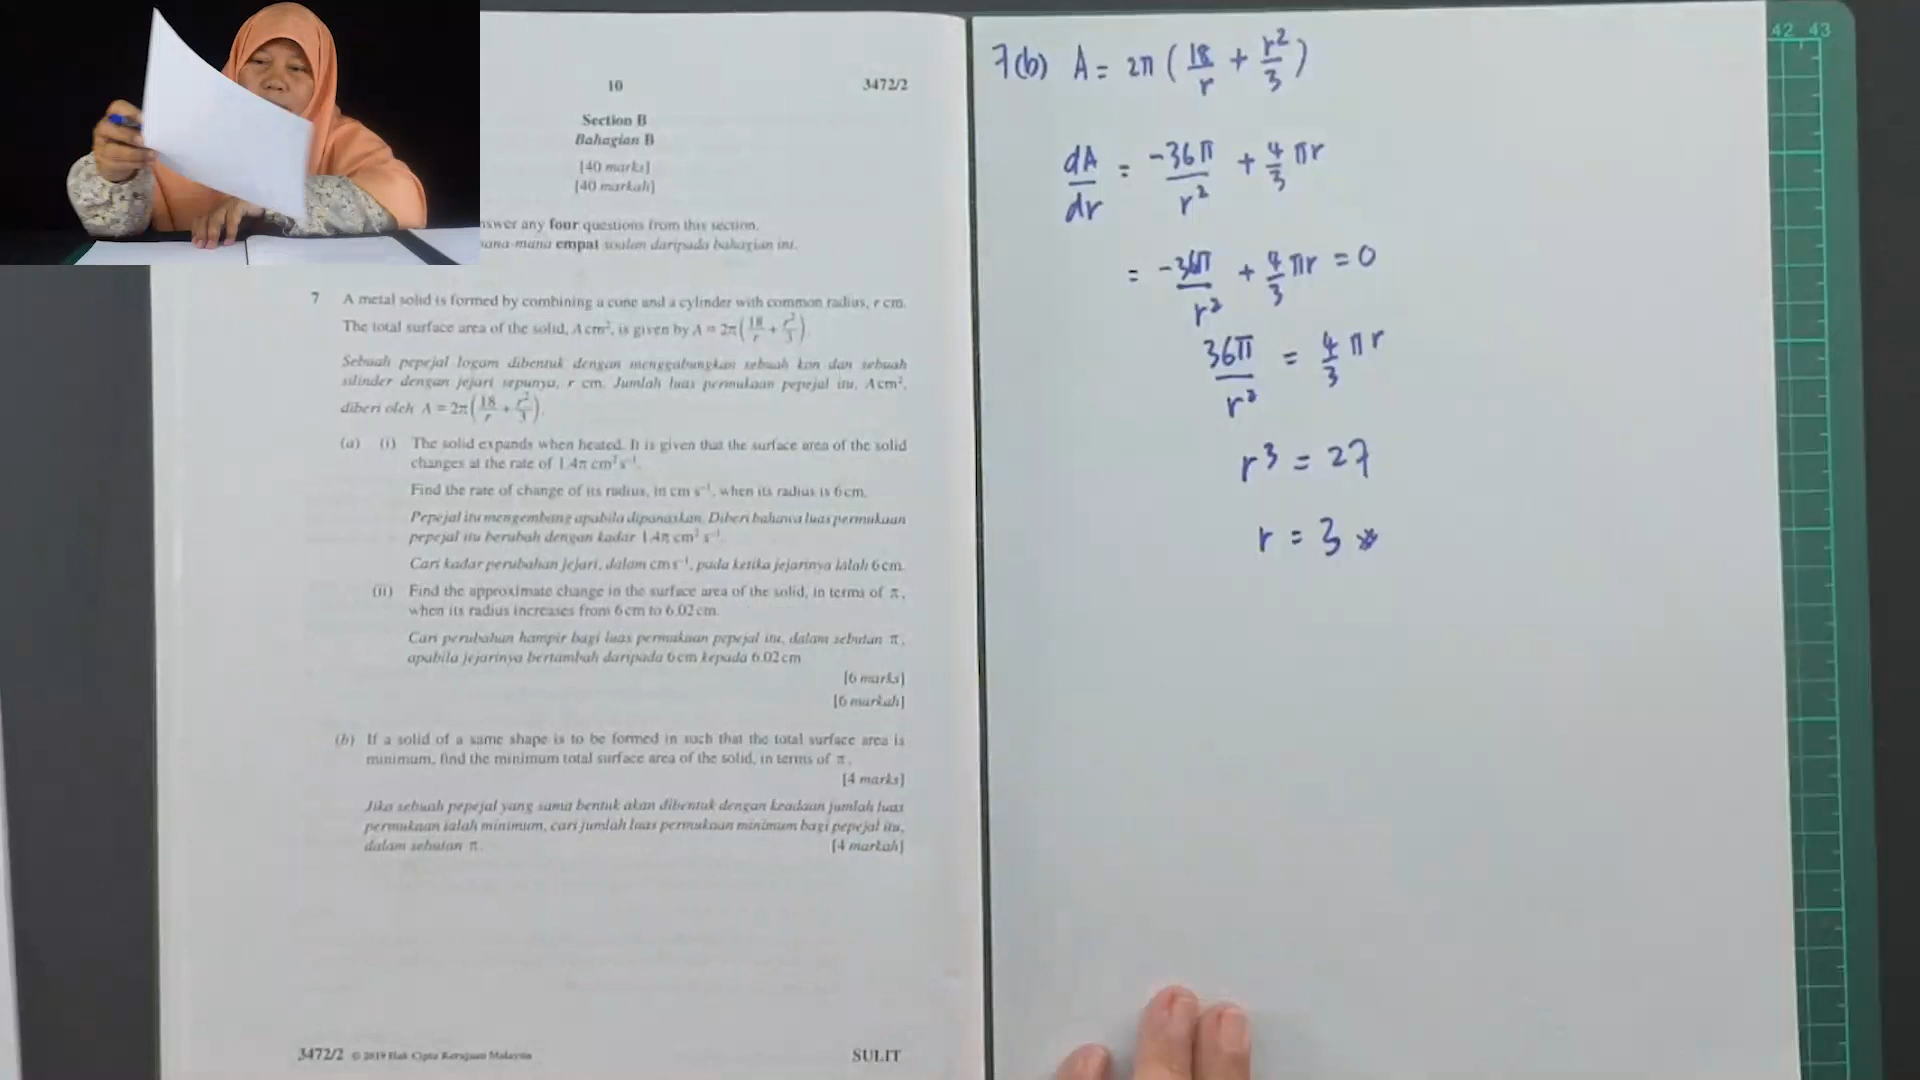 10
3472/2
Section B
Bahagian B
[40 marks]
[40 markah]
any four questions from this section.
empat soalan daripada bahagian ini.
7 A metal solid is formed by combining a cone and a cylinder with common radius, r cm.
The total surface area of the solid, A cm², is given by A = 2π(18/r + r²/3).
Sebuah pepejal logam dibentuk dengan menggabungkan sebuah kon dan sebuah
silinder dengan jejari sepunya, r cm. Jumlah luas permukaan pepejal itu, A cm²,
diberi oleh A = 2π(18/r + r²/3).
(a) (i) The solid expands when heated. It is given that the surface area of the solid
changes at the rate of 1.4π cm² s⁻¹.
Find the rate of change of its radius, in cm s⁻¹, when its radius is 6 cm.
Pepejal itu mengembang apabila dipanaskan. Diberi bahawa luas permukaan
pepejal itu berubah dengan kadar 1.4π cm² s⁻¹.
Cari kadar perubahan jejari, dalam cm s⁻¹, pada ketika jejarinya ialah 6 cm.
(ii) Find the approximate change in the surface area of the solid, in terms of π,
when its radius increases from 6 cm to 6.02 cm.
Cari perubahan hampir bagi luas permukaan pepejal itu, dalam sebutan π,
apabila jejarinya bertambah daripada 6 cm kepada 6.02 cm
[6 marks]
[6 markah]
(b) If a solid of a same shape is to be formed in such that the total surface area is
minimum, find the minimum total surface area of the solid, in terms of π.
[4 marks]
Jika sebuah pepejal yang sama bentuk akan dibentuk dengan keadaan jumlah luas
permukaan ialah minimum, cari jumlah luas permukaan minimum bagi pepejal itu,
dalam sebutan π. [4 markah]
3472/2 © 2019 Hak Cipta Kerajaan Malaysia
SULIT
7(b) A = 2π(18/r + r²/3)
dA/dr = -36π/r² + 4/3 πr
= -36π/r² + 4/3 πr = 0
36π/r² = 4/3 πr
r³ = 27
r = 3
42 43